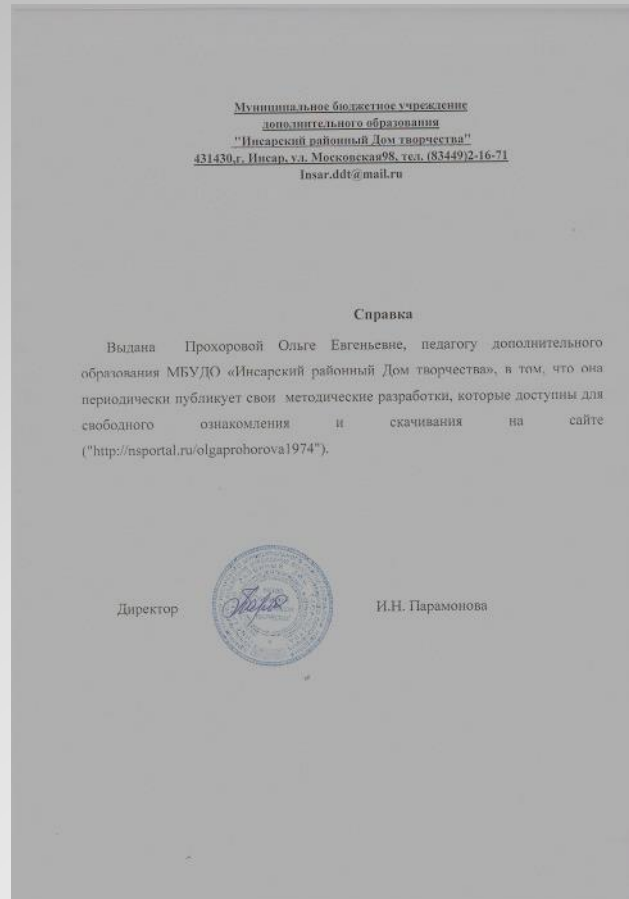 Муниципальное бюджетное учреждение
дополнительного образования
"Инсарский районный Дом творчества"
431430,г. Инсар, ул. Московская98, тел. (83449)2-16-71
Insar.ddt@mail.ru
Справка
Выдана Прохоровой Ольге Евгеньевне, педагогу дополнительного
образования МБУДО «Инсарский районный Дом творчества», в том, что она
периодически публикует свои методические разработки, которые доступны для
свободного ознакомления и скачивания на сайте
("http://nsportal.ru/olgaprohorova1974").
Директор И.Н. Парамонова